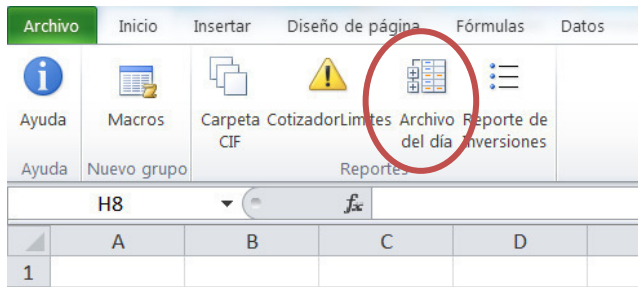 Archivo Inicio Insertar Diseño de página Fórmulas Datos
Ayuda Macros Carpeta CIF CotizadorLimites Archivo del día Reporte de Inversiones
Ayuda Nuevo grupo Reportes
H8 fx
A B C D
1